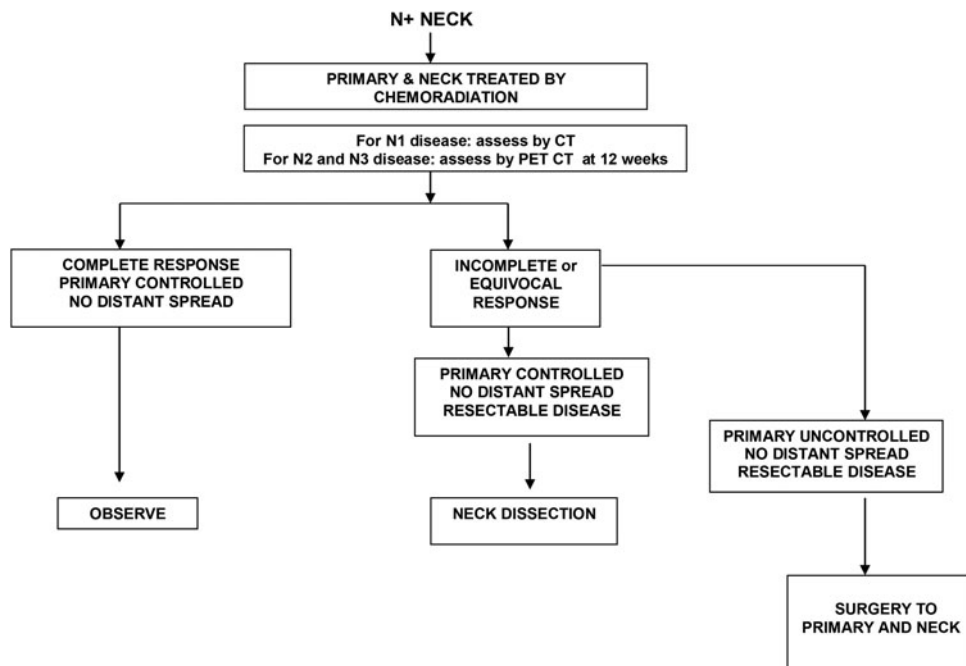 N+ NECK
PRIMARY & NECK TREATED BY
CHEMORADIATION
For N1 disease: assess by CT
For N2 and N3 disease: assess by PET CT at 12 weeks
COMPLETE RESPONSE
PRIMARY CONTROLLED
NO DISTANT SPREAD
INCOMPLETE or
EQUIVOCAL
RESPONSE
PRIMARY CONTROLLED
NO DISTANT SPREAD
RESECTABLE DISEASE
PRIMARY UNCONTROLLED
NO DISTANT SPREAD
RESECTABLE DISEASE
OBSERVE
NECK DISSECTION
SURGERY TO
PRIMARY AND NECK